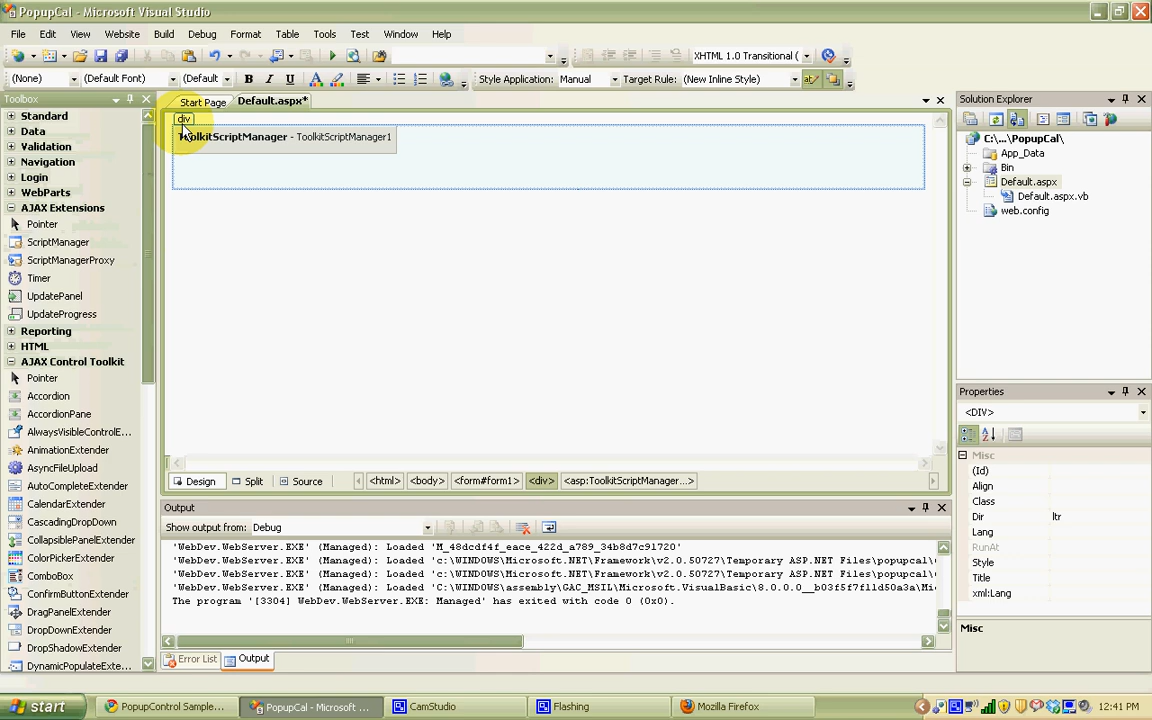 PopupCal - Microsoft Visual Studio
File Edit View Website Build Debug Format Table Tools Test Window Help
XHTML 1.0 Transitional (
(None) (Default Font) (Default B I U Style Application: Manual Target Rule: (New Inline Style)
Toolbox
Standard
Data
Validation
Navigation
Login
WebParts
AJAX Extensions
Pointer
ScriptManager
ScriptManagerProxy
Timer
UpdatePanel
UpdateProgress
Reporting
HTML
AJAX Control Toolkit
Pointer
Accordion
AccordionPane
AlwaysVisibleControlE...
AnimationExtender
AsyncFileUpload
AutoCompleteExtender
CalendarExtender
CascadingDropDown
CollapsiblePanelExtender
ColorPickerExtender
ComboBox
ConfirmButtonExtender
DragPanelExtender
DropDownExtender
DropShadowExtender
DynamicPopulateExte...
Start Page Default.aspx*
div
ToolkitScriptManager - ToolkitScriptManager1
Design Split Source <html> <body> <form#form1> <div> <asp:ToolkitScriptManager...>
Output
Show output from: Debug
'WebDev.WebServer.EXE' (Managed): Loaded 'M_48dcdf4f_eace_422d_a789_34b8d7c91720'
'WebDev.WebServer.EXE' (Managed): Loaded 'c:\WINDOWS\Microsoft.NET\Framework\v2.0.50727\Temporary ASP.NET Files\popupcal\
'WebDev.WebServer.EXE' (Managed): Loaded 'c:\WINDOWS\Microsoft.NET\Framework\v2.0.50727\Temporary ASP.NET Files\popupcal\
'WebDev.WebServer.EXE' (Managed): Loaded 'C:\WINDOWS\assembly\GAC_MSIL\Microsoft.VisualBasic\8.0.0.0__b03f5f7f11d50a3a\Mi
The program '[3304] WebDev.WebServer.EXE: Managed' has exited with code 0 (0x0).
Error List Output
Solution Explorer
C:\...\PopupCal\
App_Data
Bin
Default.aspx
Default.aspx.vb
web.config
Properties
<DIV>
Misc
(Id)
Align
Class
Dir ltr
Lang
RunAt
Style
Title
xml:Lang
Misc
start PopupControl Sample... PopupCal - Microsoft ... CamStudio Flashing Mozilla Firefox 12:41 PM